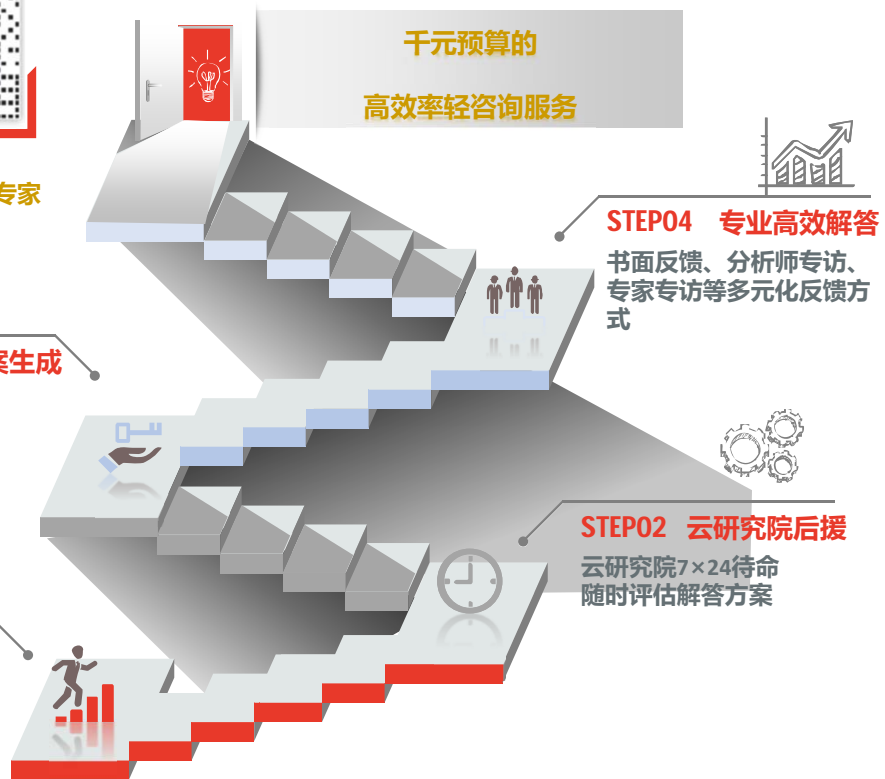 千元预算的
高效率轻咨询服务
专家
STEP04 专业高效解答
书面反馈、分析师专访、
专家专访等多元化反馈方
式
案生成
STEP02 云研究院后援
云研究院7×24待命
随时评估解答方案